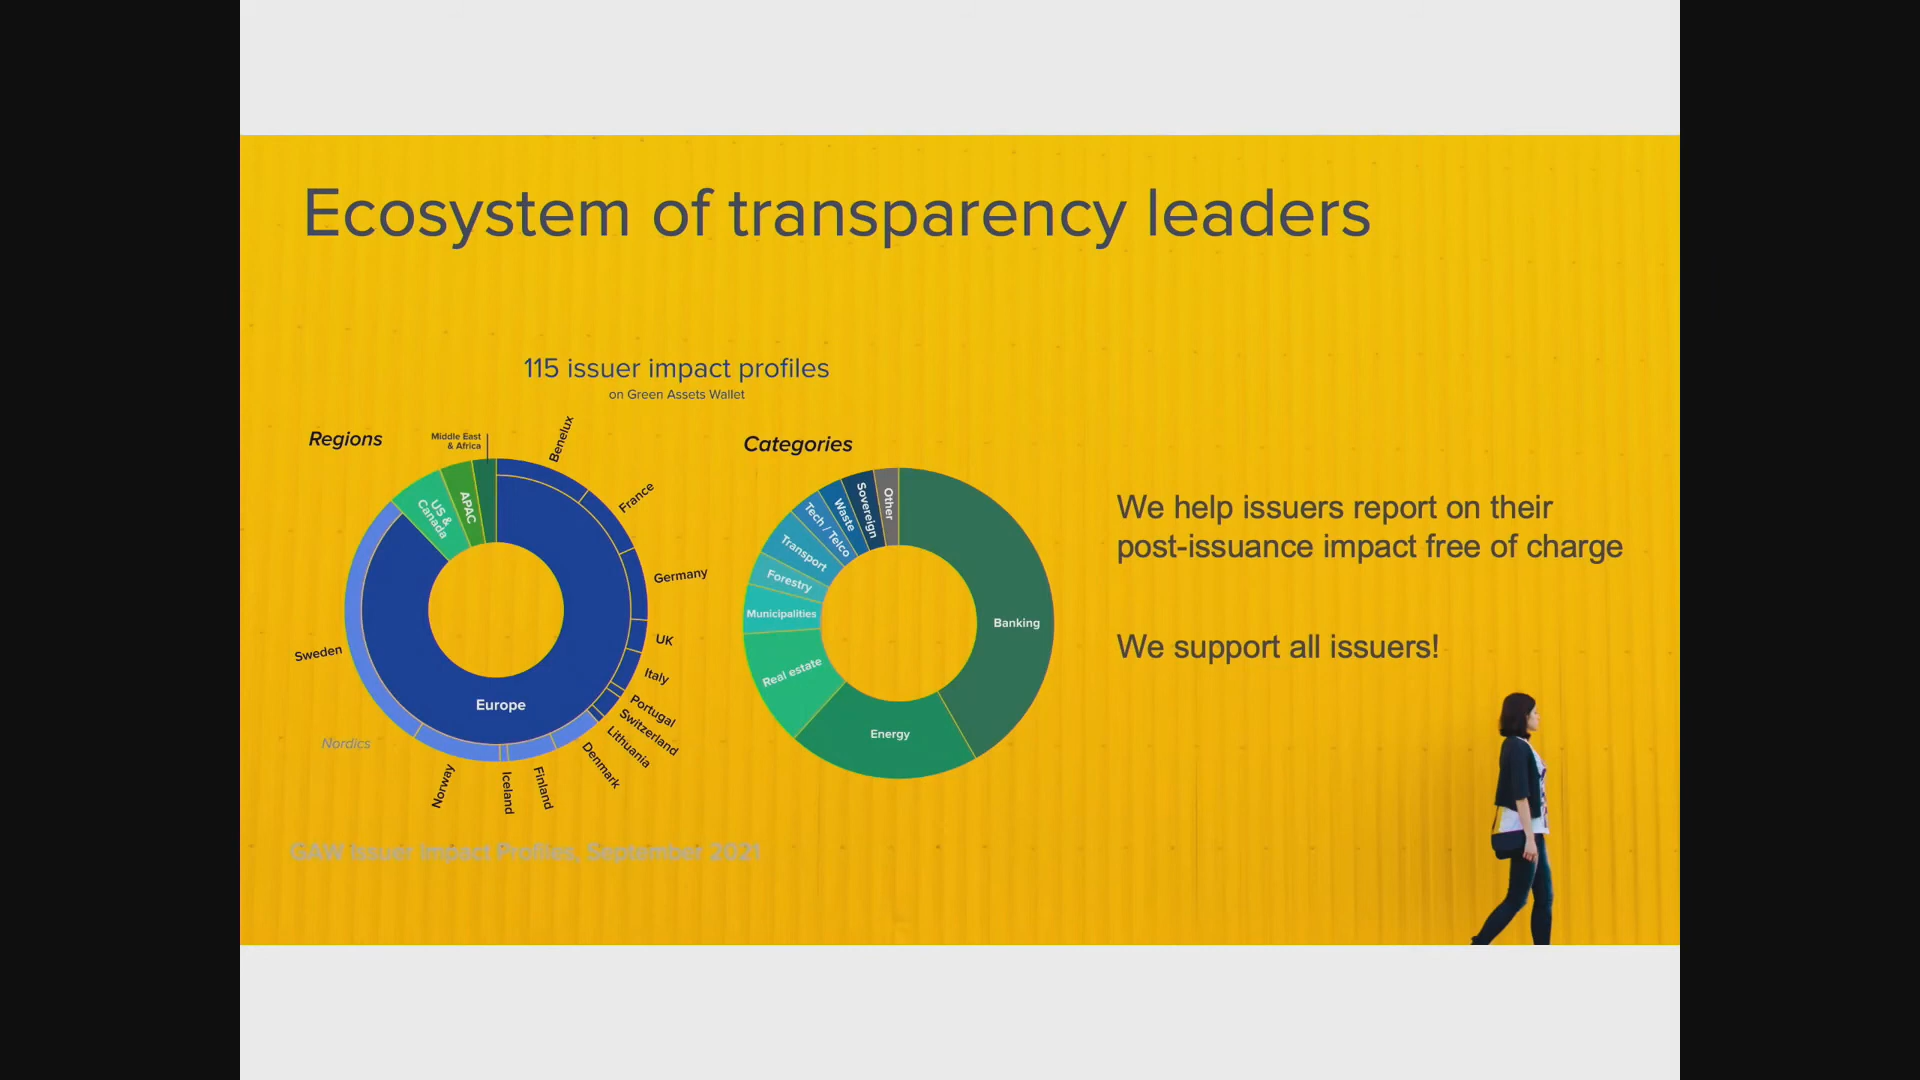 Ecosystem of transparency leaders
115 issuer impact profiles
on Green Assets Wallet
Regions
Middle East
& Africa
US &
Canada
APAC
Benelux
France
Germany
UK
Italy
Portugal
Switzerland
Lithuania
Denmark
Finland
Iceland
Norway
Nordics
Sweden
Europe
Categories
Other
Sovereign
Waste
Tech / Telco
Transport
Forestry
Municipalities
Real estate
Energy
Banking
We help issuers report on their
post-issuance impact free of charge
We support all issuers!
GAW Issuer Impact Profiles, September 2021